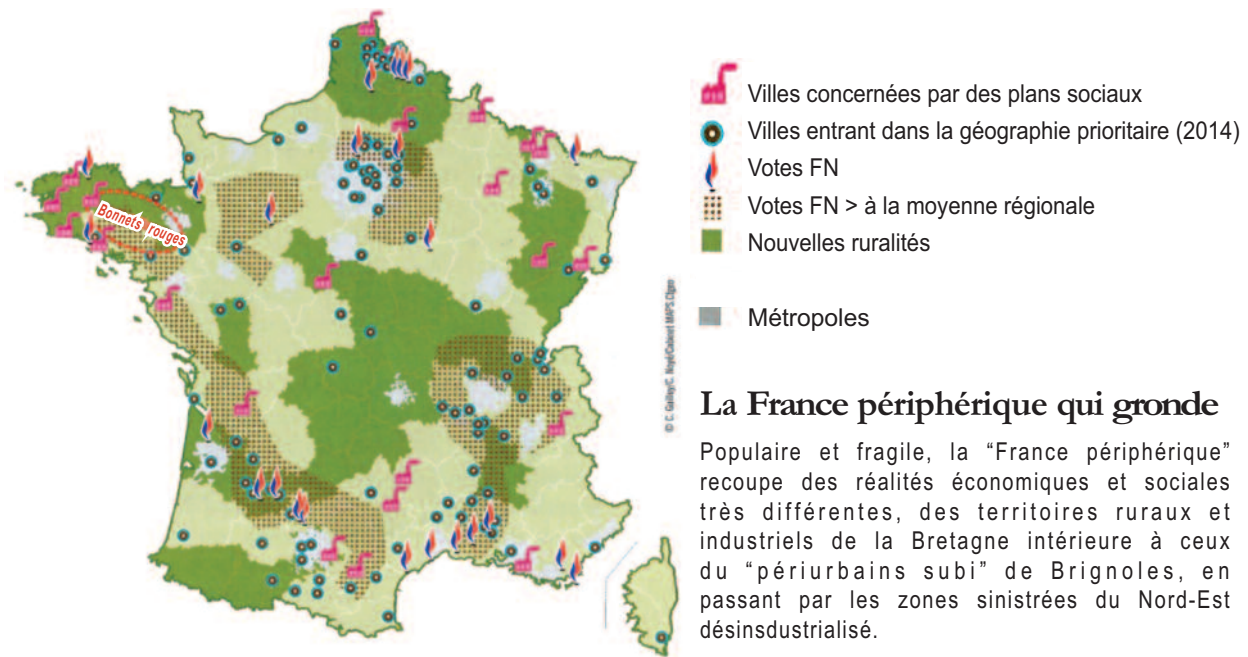 Bonnets rouges
Villes concernées par des plans sociaux
Villes entrant dans la géographie prioritaire (2014)
Votes FN
Votes FN > à la moyenne régionale
Nouvelles ruralités
Métropoles
La France périphérique qui gronde
Populaire et fragile, la “France périphérique”
recoupe des réalités économiques et sociales
très différentes, des territoires ruraux et
industriels de la Bretagne intérieure à ceux
du “périurbains subi” de Brignoles, en
passant par les zones sinistrées du Nord-Est
désinsdustrialisé.